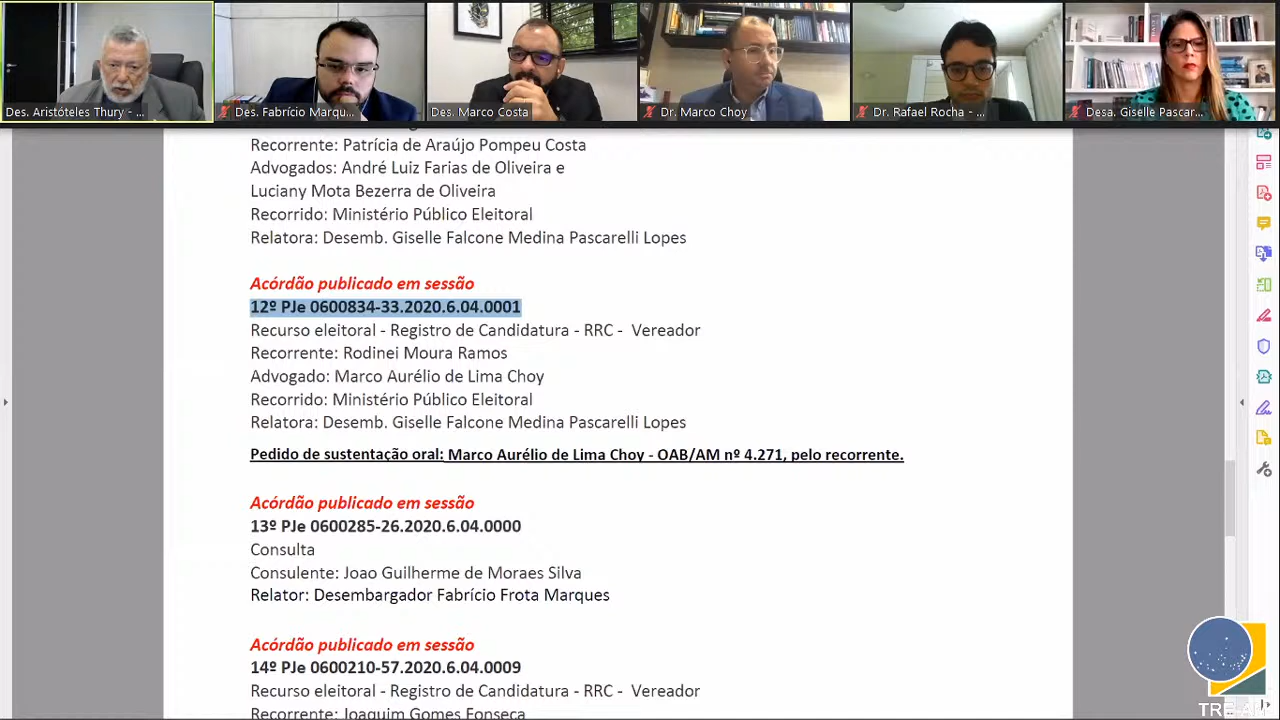 Des. Aristóteles Thury - ...
Des. Fabrício Marqu...
Des. Marco Costa
Dr. Marco Choy
Dr. Rafael Rocha - ...
Desa. Giselle Pascar...
Recorrente: Patrícia de Araújo Pompeu Costa
Advogados: André Luiz Farias de Oliveira e
Luciany Mota Bezerra de Oliveira
Recorrido: Ministério Público Eleitoral
Relatora: Desemb. Giselle Falcone Medina Pascarelli Lopes
Acórdão publicado em sessão
12º PJe 0600834-33.2020.6.04.0001
Recurso eleitoral - Registro de Candidatura - RRC - Vereador
Recorrente: Rodinei Moura Ramos
Advogado: Marco Aurélio de Lima Choy
Recorrido: Ministério Público Eleitoral
Relatora: Desemb. Giselle Falcone Medina Pascarelli Lopes
Pedido de sustentação oral: Marco Aurélio de Lima Choy - OAB/AM nº 4.271, pelo recorrente.
Acórdão publicado em sessão
13º PJe 0600285-26.2020.6.04.0000
Consulta
Consulente: Joao Guilherme de Moraes Silva
Relator: Desembargador Fabrício Frota Marques
Acórdão publicado em sessão
14º PJe 0600210-57.2020.6.04.0009
Recurso eleitoral - Registro de Candidatura - RRC - Vereador
Recorrente: Joaquim Gomes Fonseca
TRE-AM